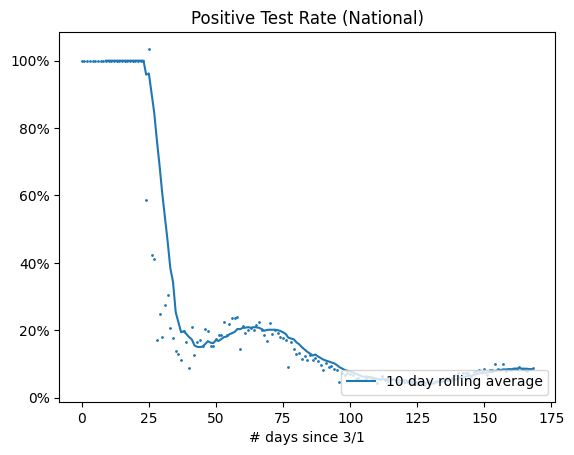 Positive Test Rate (National)
100%
80%
60%
40%
20%
0%
10 day rolling average
0 25 50 75 100 125 150 175
# days since 3/1